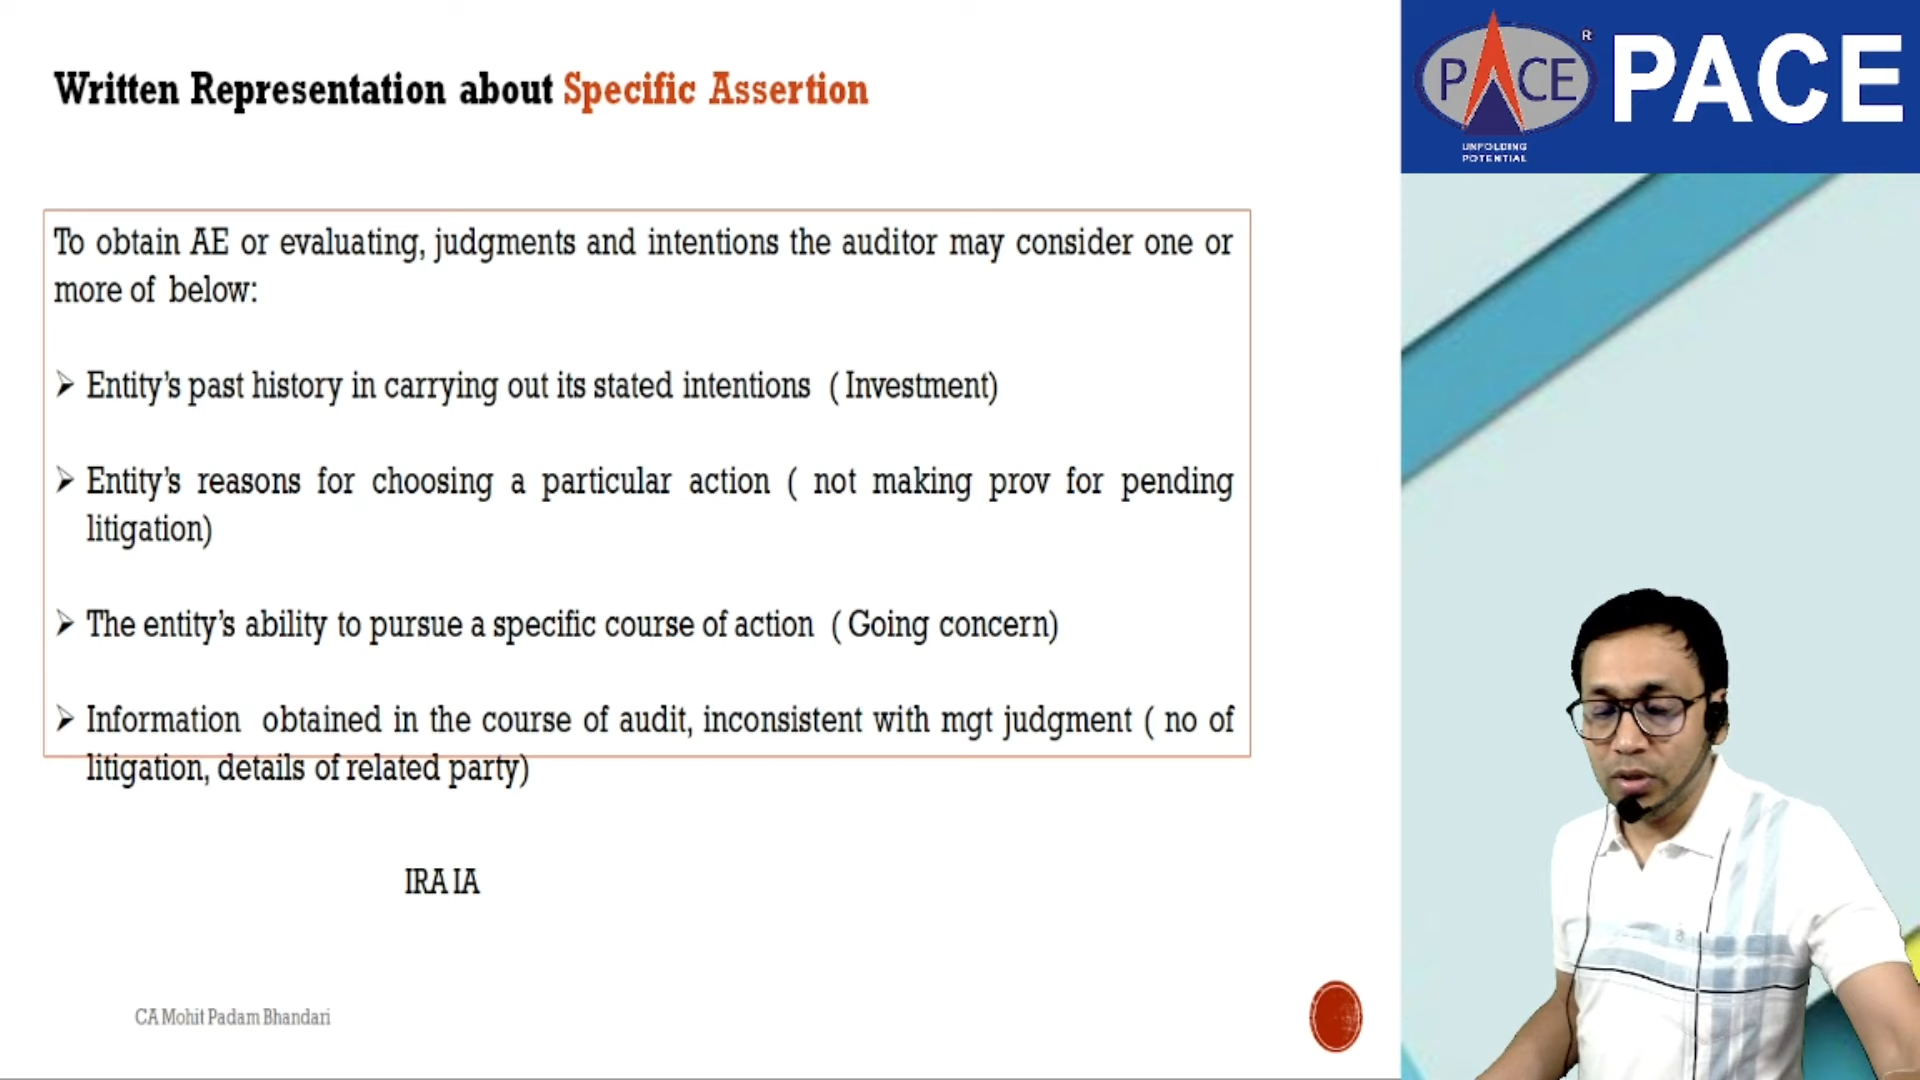 Written Representation about Specific Assertion
To obtain AE or evaluating, judgments and intentions the auditor may consider one or
more of below:
➢ Entity's past history in carrying out its stated intentions ( Investment)
➢ Entity's reasons for choosing a particular action ( not making prov for pending
litigation)
➢ The entity's ability to pursue a specific course of action ( Going concern)
➢ Information obtained in the course of audit, inconsistent with mgt judgment ( no of
litigation, details of related party)
IRA IA
CA Mohit Padam Bhandari
PACE
R
PACE
UNFOLDING
POTENTIAL